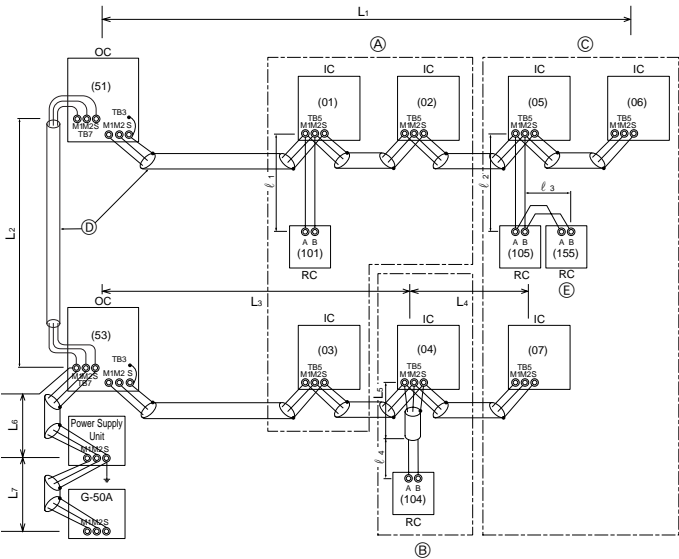 L1
A
C
OC
IC
IC
IC
IC
(51)
(01)
(02)
(05)
(06)
TB3
TB5
TB5
TB5
TB5
M1M2S
M1M2 S
M1M2S
M1M2S
M1M2S
M1M2S
TB7
ℓ1
ℓ2
ℓ3
L2
D
A B
A B
A B
(101)
(105)
(155)
RC
RC
RC
E
OC
L3
L4
B
IC
IC
IC
(53)
(03)
(04)
(07)
TB3
TB5
TB5
TB5
M1M2S
M1M2 S
M1M2S
M1M2S
M1M2S
TB7
L5
L6
Power Supply
Unit
M1M2S
ℓ4
A B
(104)
RC
L7
G-50A
M1M2S